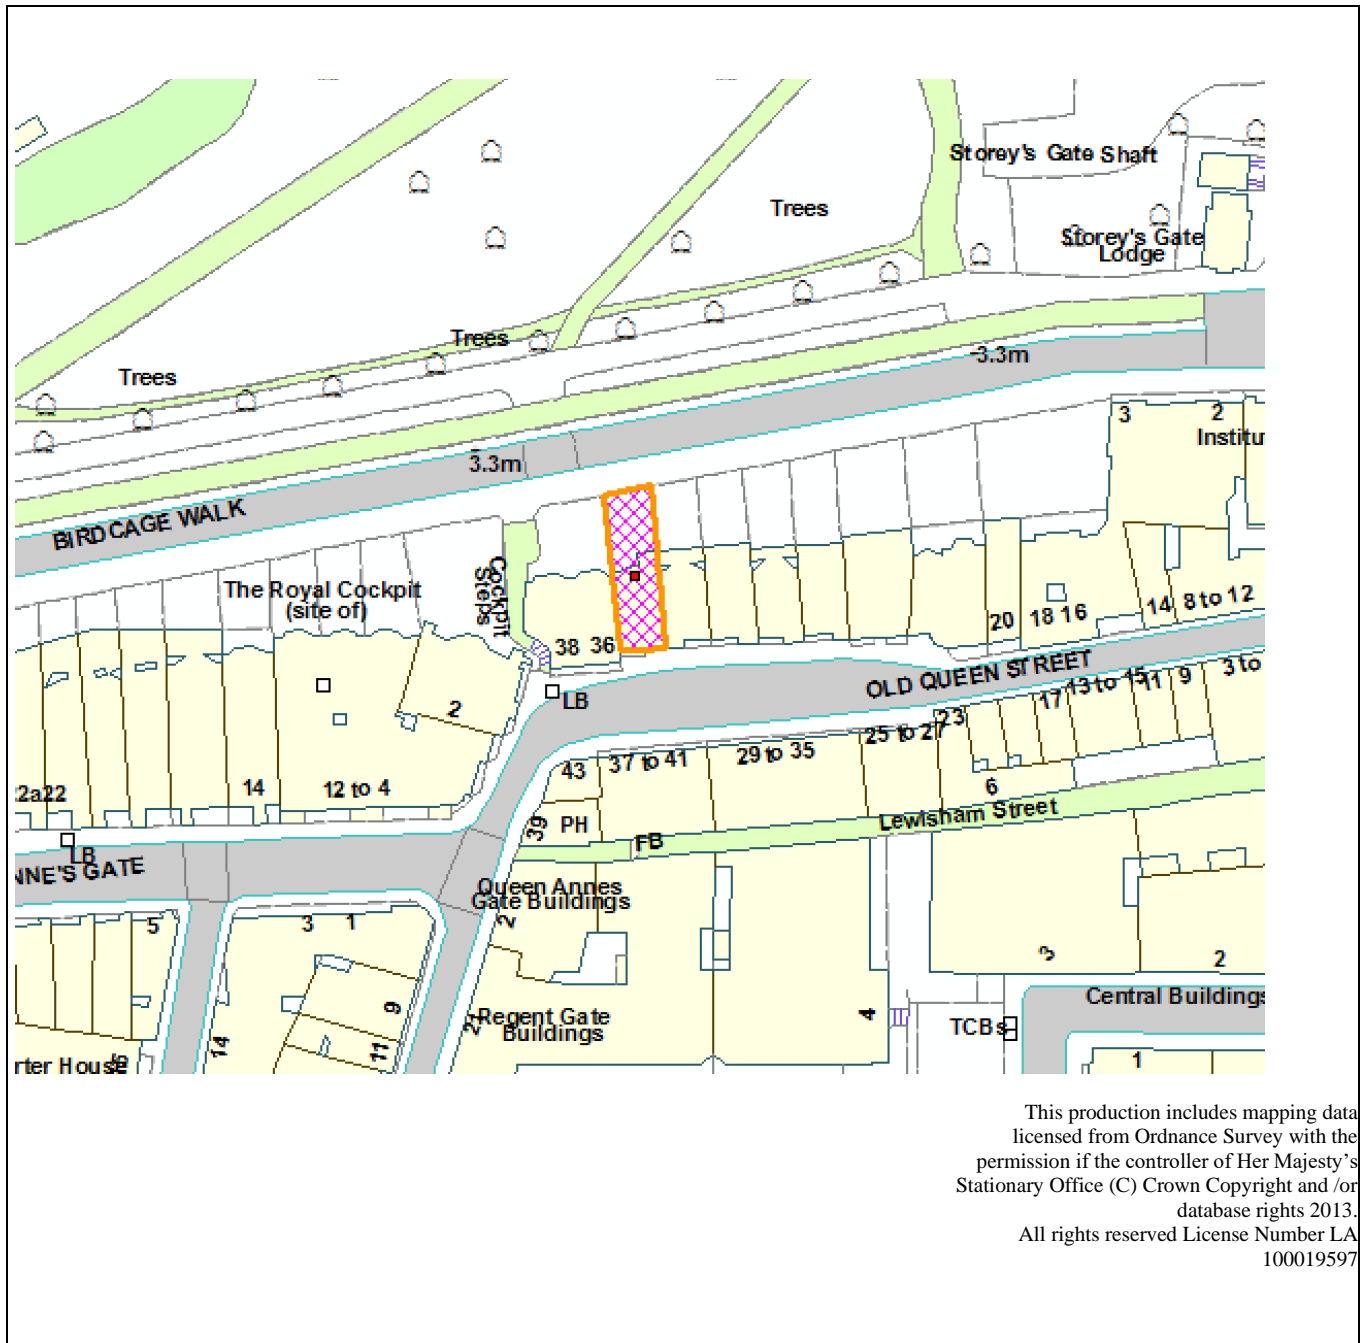 Storey's Gate Shaft
Trees
Storey's Gate
Lodge
Trees
3.3m
Trees
3
2
Institu
3.3m
BIRDCAGE WALK
Cockpit
Steps
The Royal Cockpit
(site of)
38 36
20
18 16
14
8 to 12
OLD QUEEN STREET
17
13 to 15
11
9
3 to
LB
2
23
25 to 27
29 to 35
37 to 41
43
6
22a22
14
12 to 4
39
PH
FB
Lewisham Street
LB
NNE'S GATE
Queen Annes
Gate Buildings
2
5
3
1
3
2
9
Central Buildings
21
Regent Gate
Buildings
4
TCBs
14
11
1
rter House
This production includes mapping data
licensed from Ordnance Survey with the
permission if the controller of Her Majesty's
Stationary Office (C) Crown Copyright and /or
database rights 2013.
All rights reserved License Number LA
100019597